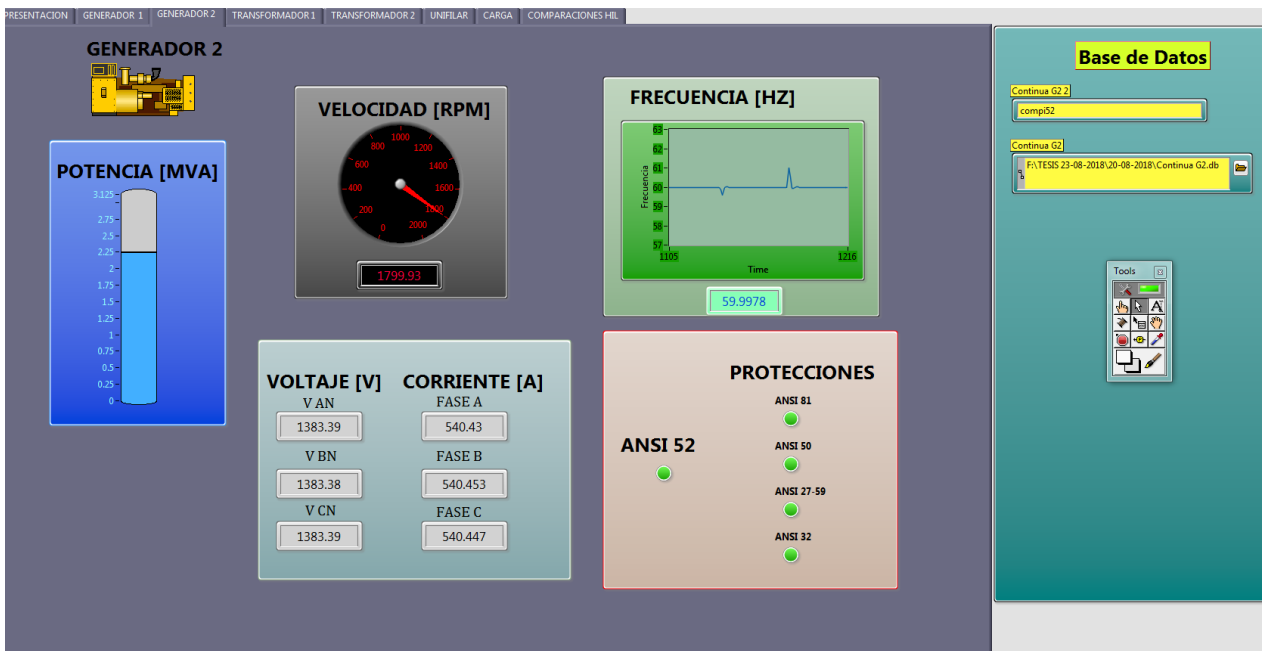 PRESENTACION GENERADOR 1 GENERADOR 2 TRANSFORMADOR 1 TRANSFORMADOR 2 UNIFILAR CARGA COMPARACIONES HIL
GENERADOR 2
POTENCIA [MVA]
3.125
2.75
2.5
2.25
2
1.75
1.5
1.25
1
0.75
0.5
0.25
0
VELOCIDAD [RPM]
0
200
400
600
800
1000
1200
1400
1600
1800
2000
1799.93
FRECUENCIA [HZ]
Frecuencia
63
62
61
60
59
58
57
1105
1216
Time
59.9978
VOLTAJE [V] CORRIENTE [A]
V AN FASE A
1383.39 540.43
V BN FASE B
1383.38 540.453
V CN FASE C
1383.39 540.447
PROTECCIONES
ANSI 52
ANSI 81
ANSI 50
ANSI 27-59
ANSI 32
Base de Datos
Continua G2 2
compi52
Continua G2
F:\TESIS 23-08-2018\20-08-2018\Continua G2.db
Tools